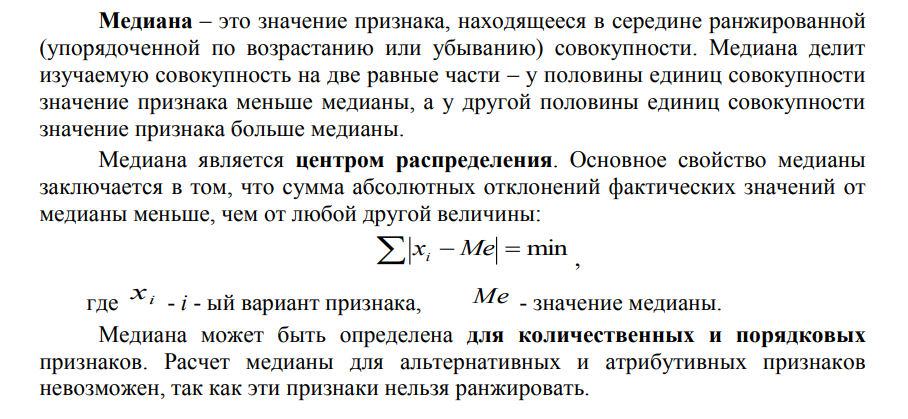 Медиана – это значение признака, находящееся в середине ранжированной
(упорядоченной по возрастанию или убыванию) совокупности. Медиана делит
изучаемую совокупность на две равные части – у половины единиц совокупности
значение признака меньше медианы, а у другой половины единиц совокупности
значение признака больше медианы.
Медиана является центром распределения. Основное свойство медианы
заключается в том, что сумма абсолютных отклонений фактических значений от
медианы меньше, чем от любой другой величины:
∑|xᵢ − Me| = min ,
где xᵢ - i - ый вариант признака, Me - значение медианы.
Медиана может быть определена для количественных и порядковых
признаков. Расчет медианы для альтернативных и атрибутивных признаков
невозможен, так как эти признаки нельзя ранжировать.